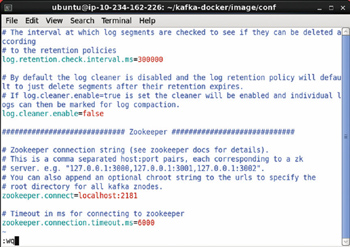 ubuntu@ip-10-234-162-226: ~/kafka-docker/image/conf
File Edit View Search Terminal Help
# The interval at which log segments are checked to see if they can be deleted a
ccording
# to the retention policies
log.retention.check.interval.ms=300000
# By default the log cleaner is disabled and the log retention policy will defau
lt to just delete segments after their retention expires.
# If log.cleaner.enable=true is set the cleaner will be enabled and individual l
ogs can then be marked for log compaction.
log.cleaner.enable=false
############################# Zookeeper #############################
# Zookeeper connection string (see zookeeper docs for details).
# This is a comma separated host:port pairs, each corresponding to a zk
# server. e.g. "127.0.0.1:3000,127.0.0.1:3001,127.0.0.1:3002".
# You can also append an optional chroot string to the urls to specify the
# root directory for all kafka znodes.
zookeeper.connect=localhost:2181
# Timeout in ms for connecting to zookeeper
zookeeper.connection.timeout.ms=6000
~
:wq